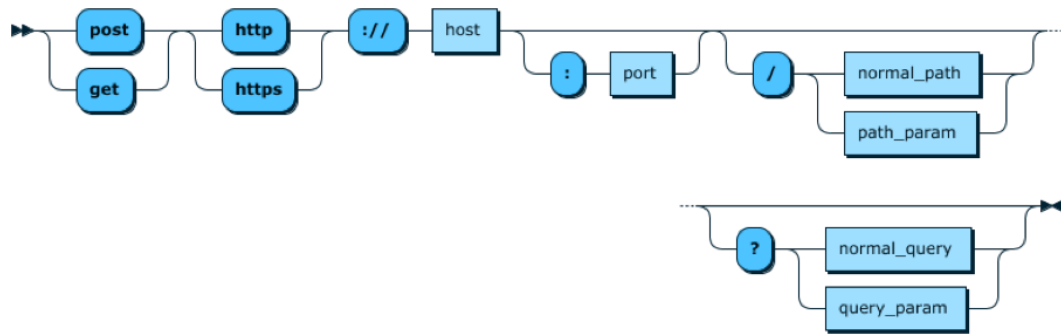 post http :// host
get https : port / normal_path
path_param
? normal_query
query_param